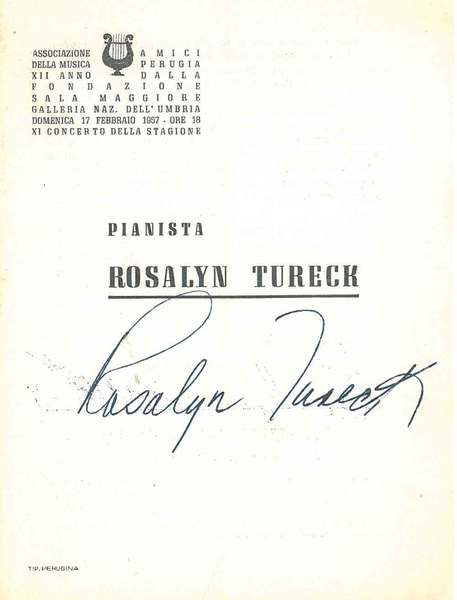 ASSOCIAZIONE AMICI
DELLA MUSICA PERUGIA
XII ANNO DALLA
FONDAZIONE
SALA MAGGIORE
GALLERIA NAZ. DELL'UMBRIA
DOMENICA 17 FEBBRAIO 1957 - ORE 18
XI CONCERTO DELLA STAGIONE
PIANISTA
ROSALYN TURECK
Rosalyn Tureck
TIP. PERUGINA